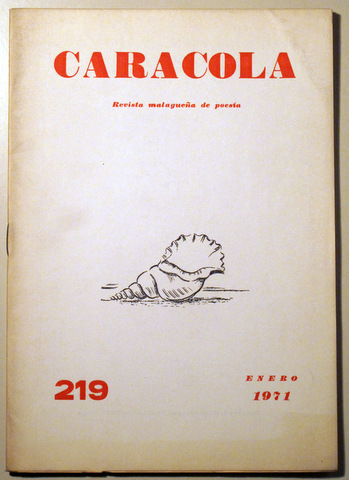 CARACOLA
Revista malagueña de poesía
219
ENERO
1971